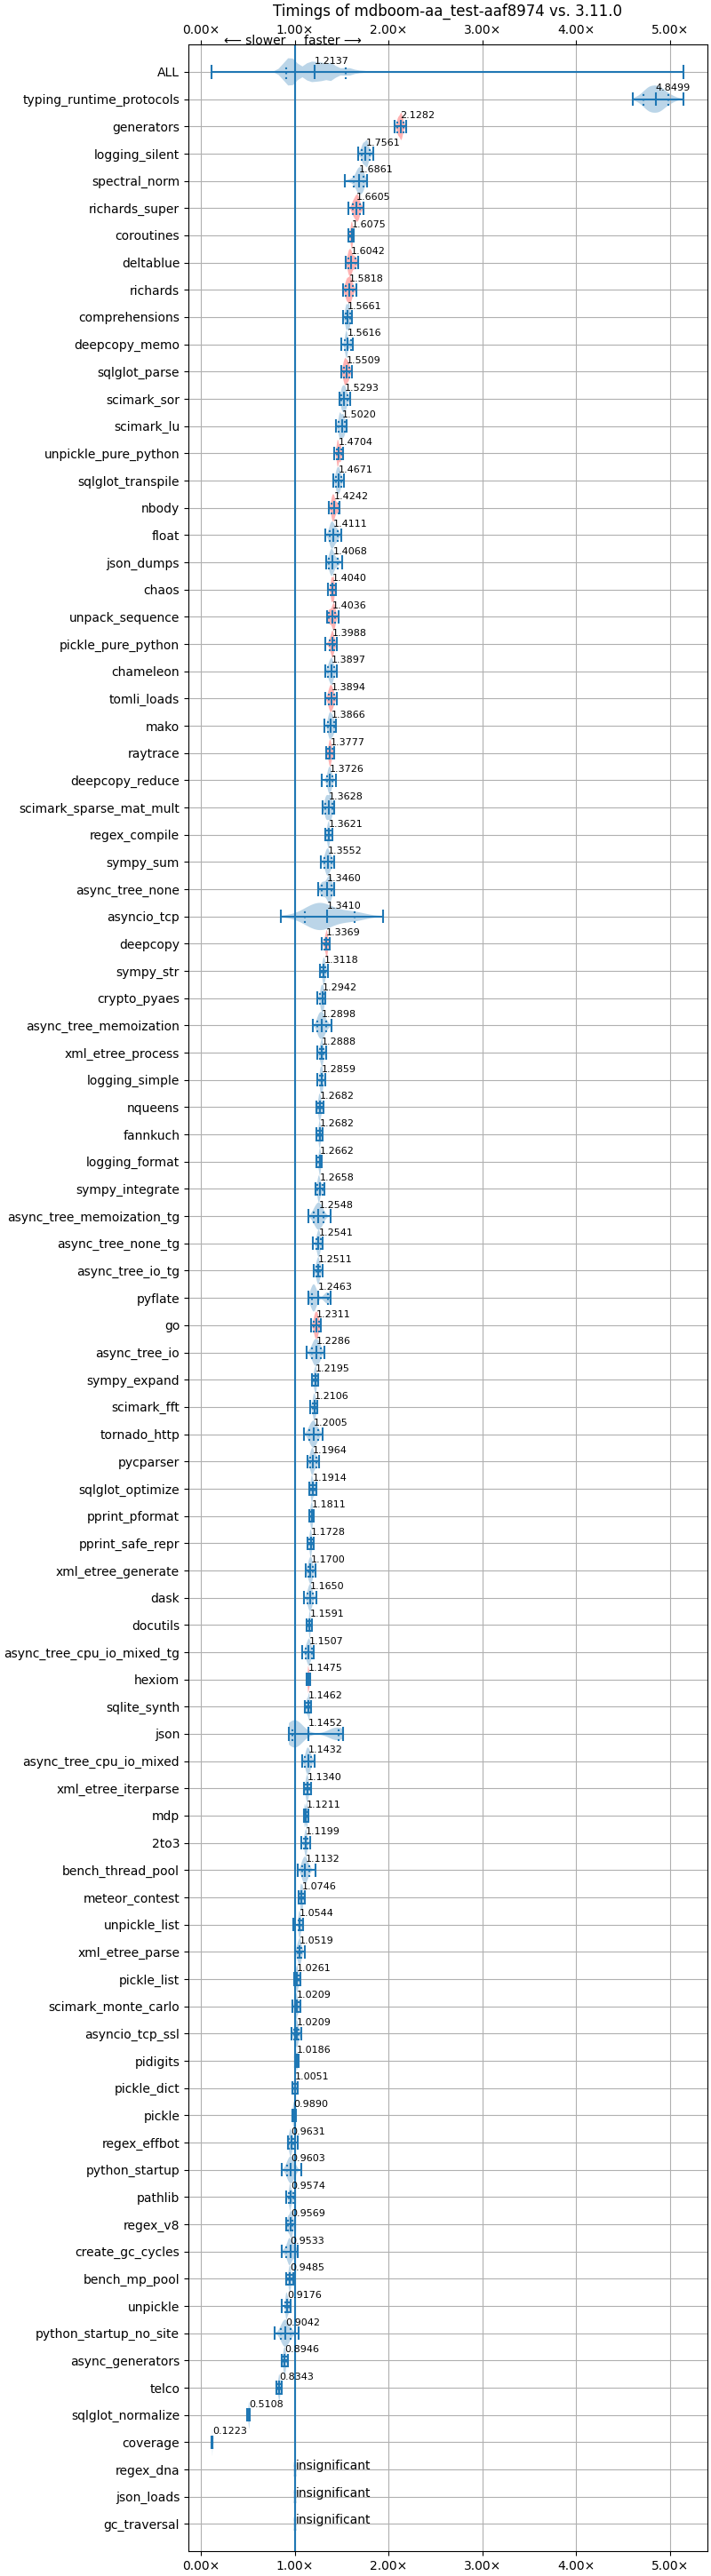 Timings of mdboom-aa_test-aaf8974 vs. 3.11.0
0.00× 1.00× 2.00× 3.00× 4.00× 5.00×
⟵ slower faster ⟶
ALL 1.2137
typing_runtime_protocols 4.8499
generators 2.1282
logging_silent 1.7561
spectral_norm 1.6861
richards_super 1.6605
coroutines 1.6075
deltablue 1.6042
richards 1.5818
comprehensions 1.5661
deepcopy_memo 1.5616
sqlglot_parse 1.5509
scimark_sor 1.5293
scimark_lu 1.5020
unpickle_pure_python 1.4704
sqlglot_transpile 1.4671
nbody 1.4242
float 1.4111
json_dumps 1.4068
chaos 1.4040
unpack_sequence 1.4036
pickle_pure_python 1.3988
chameleon 1.3897
tomli_loads 1.3894
mako 1.3866
raytrace 1.3777
deepcopy_reduce 1.3726
scimark_sparse_mat_mult 1.3628
regex_compile 1.3621
sympy_sum 1.3552
async_tree_none 1.3460
asyncio_tcp 1.3410
deepcopy 1.3369
sympy_str 1.3118
crypto_pyaes 1.2942
async_tree_memoization 1.2898
xml_etree_process 1.2888
logging_simple 1.2859
nqueens 1.2682
fannkuch 1.2682
logging_format 1.2662
sympy_integrate 1.2658
async_tree_memoization_tg 1.2548
async_tree_none_tg 1.2541
async_tree_io_tg 1.2511
pyflate 1.2463
go 1.2311
async_tree_io 1.2286
sympy_expand 1.2195
scimark_fft 1.2106
tornado_http 1.2005
pycparser 1.1964
sqlglot_optimize 1.1914
pprint_pformat 1.1811
pprint_safe_repr 1.1728
xml_etree_generate 1.1700
dask 1.1650
docutils 1.1591
async_tree_cpu_io_mixed_tg 1.1507
hexiom 1.1475
sqlite_synth 1.1462
json 1.1452
async_tree_cpu_io_mixed 1.1432
xml_etree_iterparse 1.1340
mdp 1.1211
2to3 1.1199
bench_thread_pool 1.1132
meteor_contest 1.0746
unpickle_list 1.0544
xml_etree_parse 1.0519
pickle_list 1.0261
scimark_monte_carlo 1.0209
asyncio_tcp_ssl 1.0209
pidigits 1.0186
pickle_dict 1.0051
pickle 0.9890
regex_effbot 0.9631
python_startup 0.9603
pathlib 0.9574
regex_v8 0.9569
create_gc_cycles 0.9533
bench_mp_pool 0.9485
unpickle 0.9176
python_startup_no_site 0.9042
async_generators 0.8946
telco 0.8343
sqlglot_normalize 0.5108
coverage 0.1223
regex_dna insignificant
json_loads insignificant
gc_traversal insignificant
0.00× 1.00× 2.00× 3.00× 4.00× 5.00×